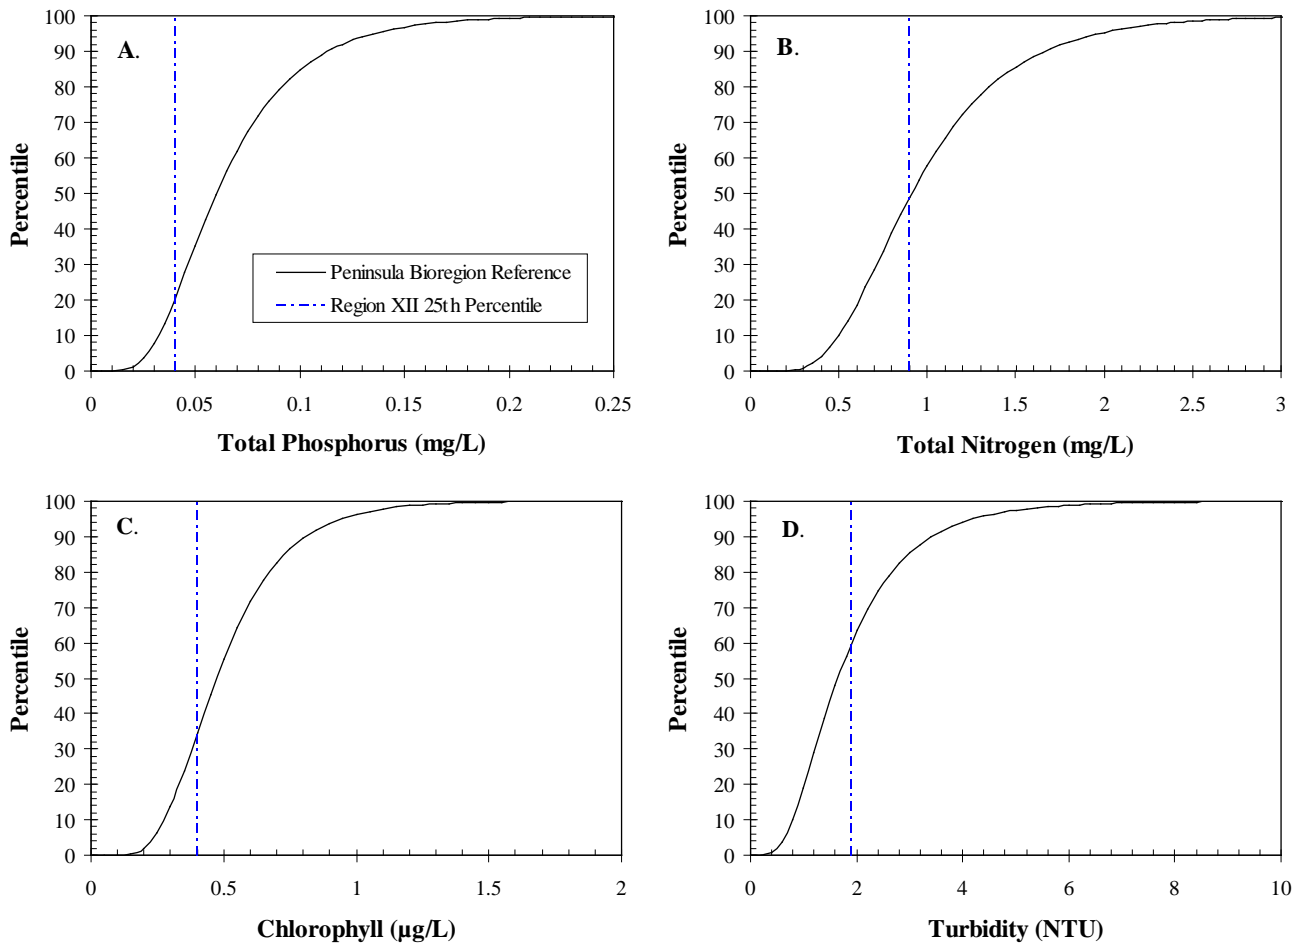 A.
Percentile
100
90
80
70
60
50
40
30
20
10
0
0 0.05 0.1 0.15 0.2 0.25
Total Phosphorus (mg/L)
Peninsula Bioregion Reference
Region XII 25th Percentile
B.
Percentile
100
90
80
70
60
50
40
30
20
10
0
0 0.5 1 1.5 2 2.5 3
Total Nitrogen (mg/L)
C.
Percentile
100
90
80
70
60
50
40
30
20
10
0
0 0.5 1 1.5 2
Chlorophyll (µg/L)
D.
Percentile
100
90
80
70
60
50
40
30
20
10
0
0 2 4 6 8 10
Turbidity (NTU)